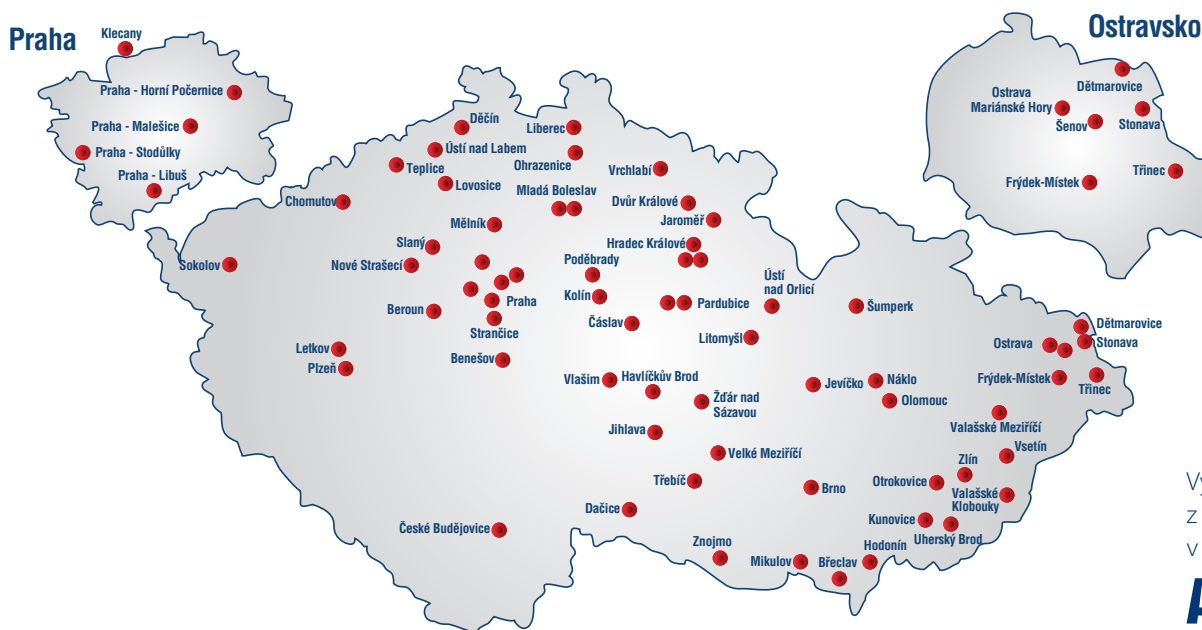 Praha
Klecany
Praha - Horní Počernice
Praha - Malešice
Praha - Stodůlky
Praha - Libuš
Ostravsko
Dětmarovice
Ostrava
Mariánské Hory
Šenov
Stonava
Třinec
Frýdek-Místek
Děčín
Liberec
Ústí nad Labem
Ohrazenice
Teplice
Vrchlabí
Lovosice
Mladá Boleslav
Chomutov
Dvůr Králové
Jaroměř
Mělník
Slaný
Hradec Králové
Sokolov
Nové Strašecí
Poděbrady
Ústí
nad Orlicí
Kolín
Praha
Pardubice
Šumperk
Beroun
Čáslav
Strančice
Litomyšl
Dětmarovice
Stonava
Ostrava
Letkov
Plzeň
Benešov
Vlašim
Havlíčkův Brod
Jevíčko
Náklo
Frýdek-Místek
Třinec
Žďár nad
Sázavou
Olomouc
Valašské Meziříčí
Jihlava
Velké Meziříčí
Vsetín
Zlín
Třebíč
Brno
Otrokovice
Valašské
Klobouky
Dačice
Kunovice
Uherský Brod
České Budějovice
Znojmo
Mikulov
Břeclav
Hodonín
z
v